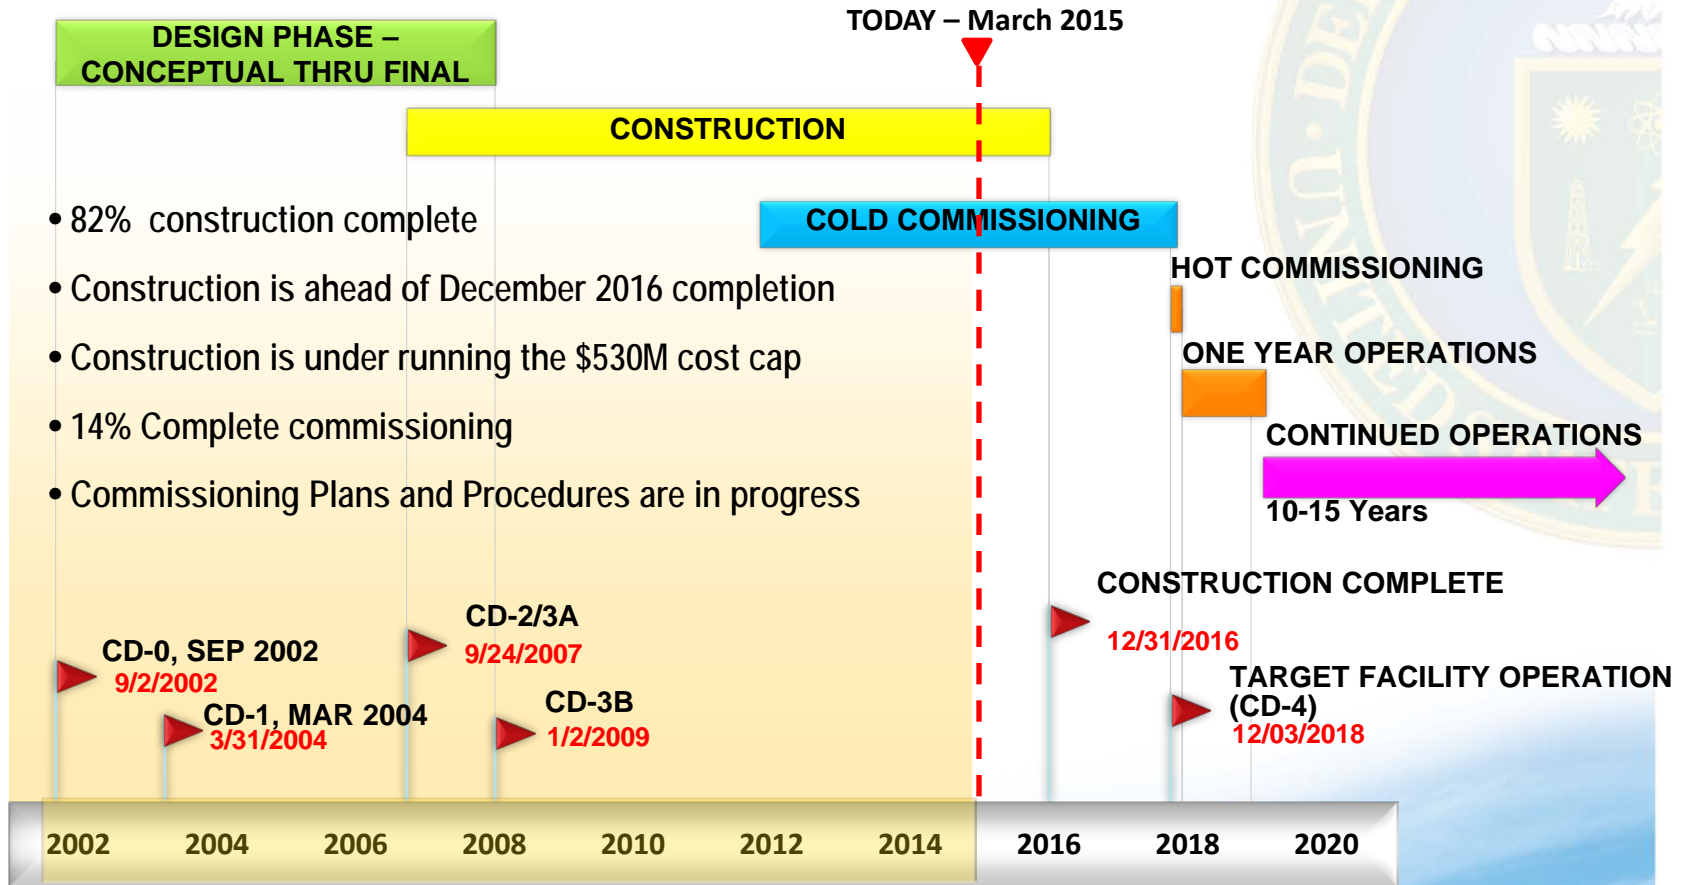 TODAY – March 2015
DESIGN PHASE –
CONCEPTUAL THRU FINAL
CONSTRUCTION
• 82% construction complete
COLD COMMISSIONING
HOT COMMISSIONING
• Construction is ahead of December 2016 completion
• Construction is under running the $530M cost cap
ONE YEAR OPERATIONS
• 14% Complete commissioning
CONTINUED OPERATIONS
• Commissioning Plans and Procedures are in progress
10-15 Years
CONSTRUCTION COMPLETE
12/31/2016
CD-2/3A
9/24/2007
CD-0, SEP 2002
9/2/2002
TARGET FACILITY OPERATION
(CD-4)
12/03/2018
CD-1, MAR 2004
3/31/2004
CD-3B
1/2/2009
2002 2004 2006 2008 2010 2012 2014 2016 2018 2020